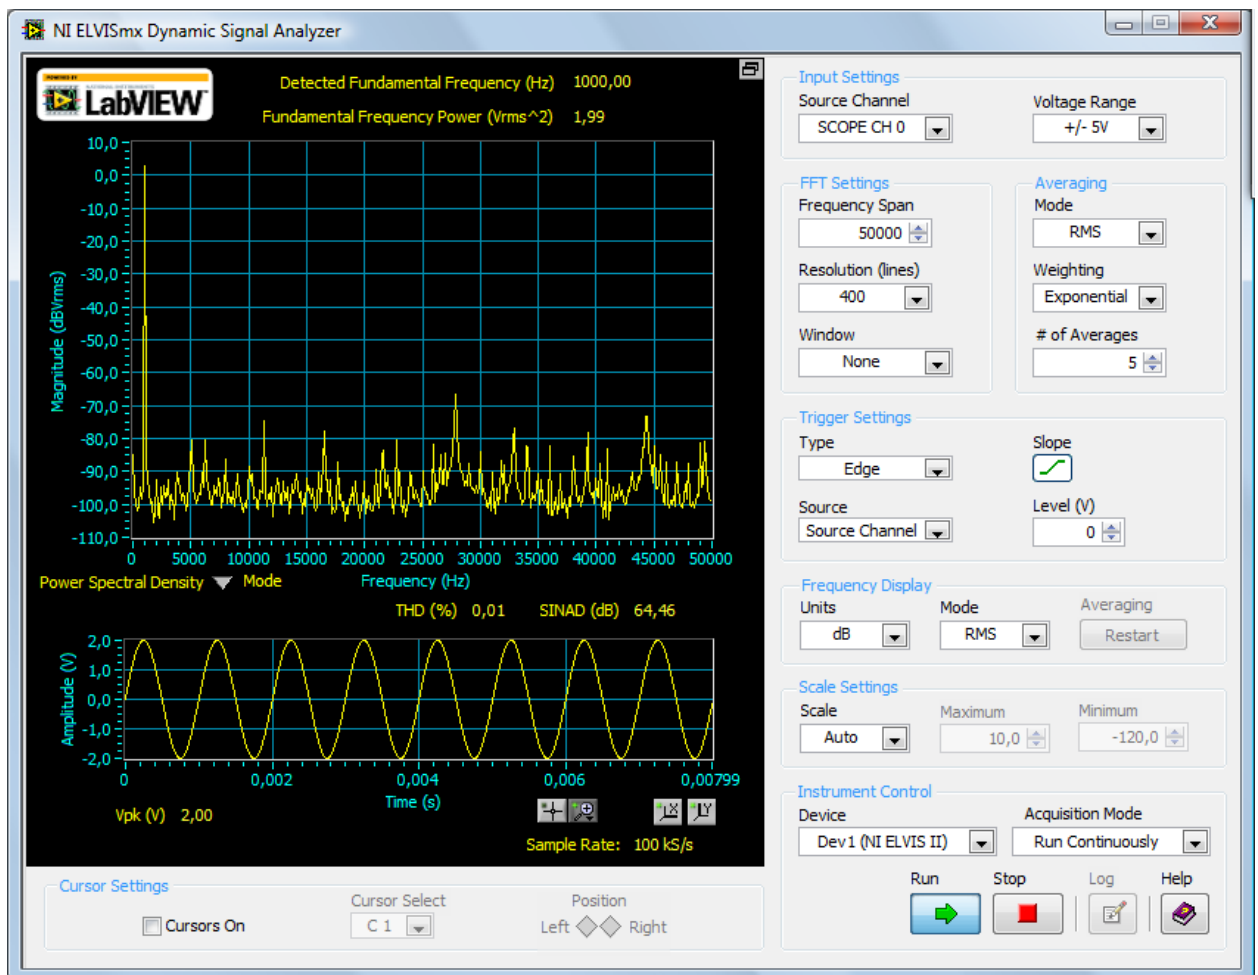 NI ELVISmx Dynamic Signal Analyzer
POWERED BY
NATIONAL INSTRUMENTS
LabVIEW
Detected Fundamental Frequency (Hz) 1000,00
Fundamental Frequency Power (Vrms^2) 1,99
Magnitude (dBVrms)
10,0
0,0
-10,0
-20,0
-30,0
-40,0
-50,0
-60,0
-70,0
-80,0
-90,0
-100,0
-110,0
0 5000 10000 15000 20000 25000 30000 35000 40000 45000 50000
Power Spectral Density Mode Frequency (Hz)
THD (%) 0,01 SINAD (dB) 64,46
Amplitude (V)
2,0
1,0
0,0
-1,0
-2,0
0 0,002 0,004 0,006 0,00799
Time (s)
Vpk (V) 2,00
X Y
Sample Rate: 100 kS/s
Cursor Settings
Cursors On
Cursor Select
C 1
Position
Left Right
Input Settings
Source Channel Voltage Range
SCOPE CH 0 +/- 5V
FFT Settings
Frequency Span
50000
Resolution (lines)
400
Window
None
Averaging
Mode
RMS
Weighting
Exponential
# of Averages
5
Trigger Settings
Type Slope
Edge
Source Level (V)
Source Channel 0
Frequency Display
Units Mode Averaging
dB RMS Restart
Scale Settings
Scale Maximum Minimum
Auto 10,0 -120,0
Instrument Control
Device Acquisition Mode
Dev1 (NI ELVIS II) Run Continuously
Run Stop Log Help